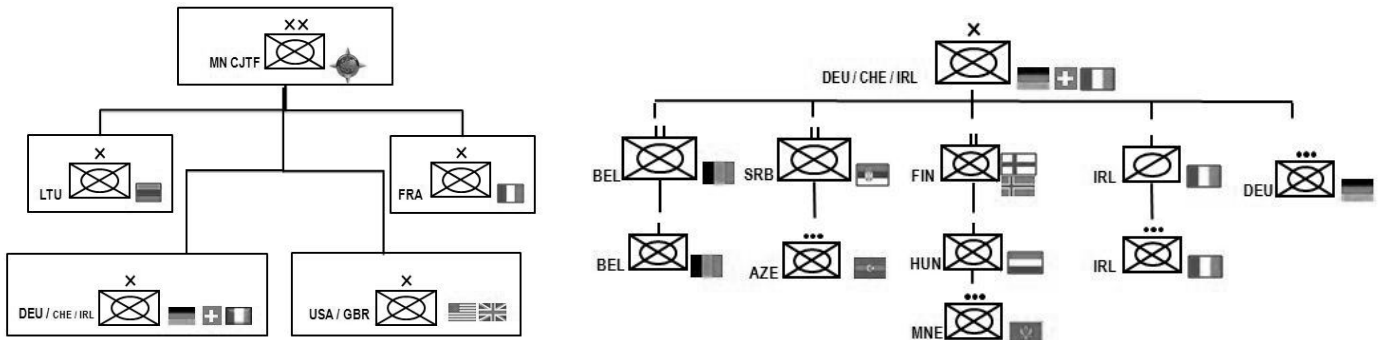 MN CJTF
LTU
FRA
DEU / CHE / IRL
USA / GBR
DEU / CHE / IRL
BEL
SRB
FIN
IRL
DEU
BEL
AZE
HUN
IRL
MNE